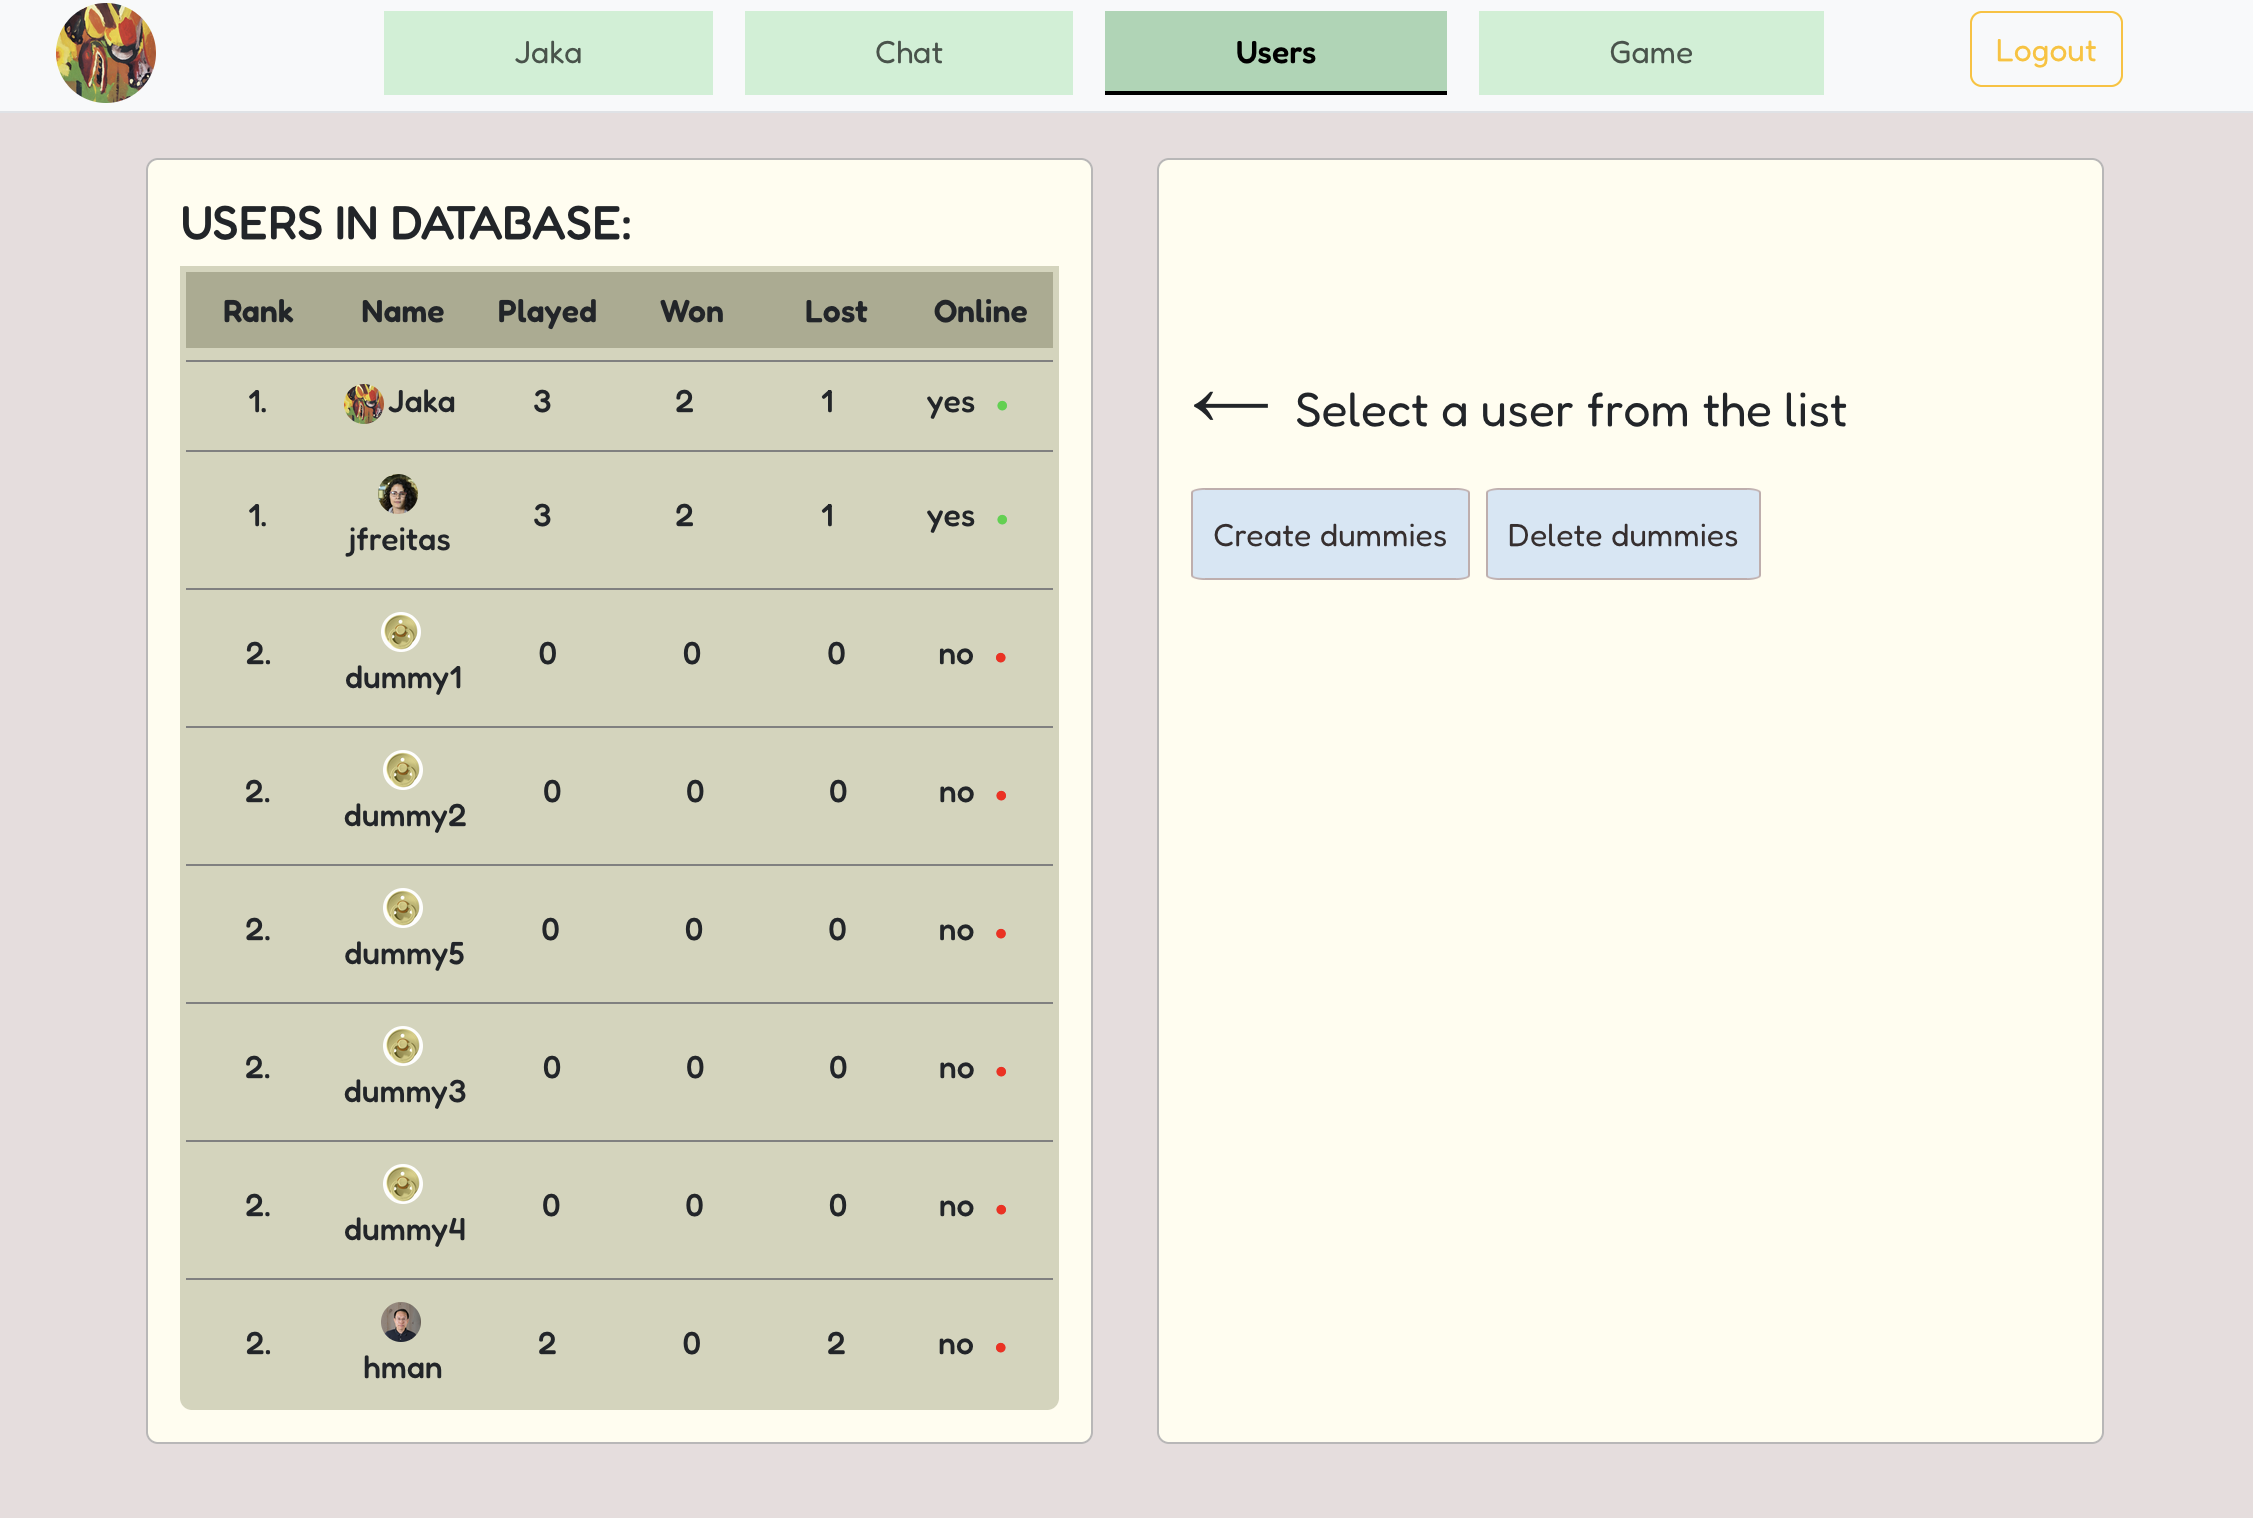 Jaka Chat Users Game Logout
USERS IN DATABASE:
Rank Name Played Won Lost Online
1. Jaka 3 2 1 yes
1. jfreitas 3 2 1 yes
2. dummy1 0 0 0 no
2. dummy2 0 0 0 no
2. dummy5 0 0 0 no
2. dummy3 0 0 0 no
2. dummy4 0 0 0 no
2. hman 2 0 2 no
← Select a user from the list
Create dummies Delete dummies